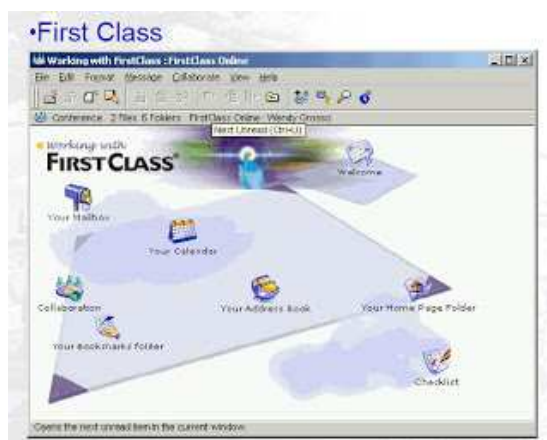 •First Class
Working with FirstClass : FirstClass Online
File Edit Format Message Collaborate View Help
Conference 2 Files 6 Folders FirstClass Online Wendy Grosso
Next Unread (Ctrl+U)
Working with
FIRSTCLASS®
Welcome
Your Mailbox
Your Calendar
Collaboration
Your Address Book
Your Home Page Folder
Your Bookmarks Folder
Checklist
Opens the next unread item in the current window.